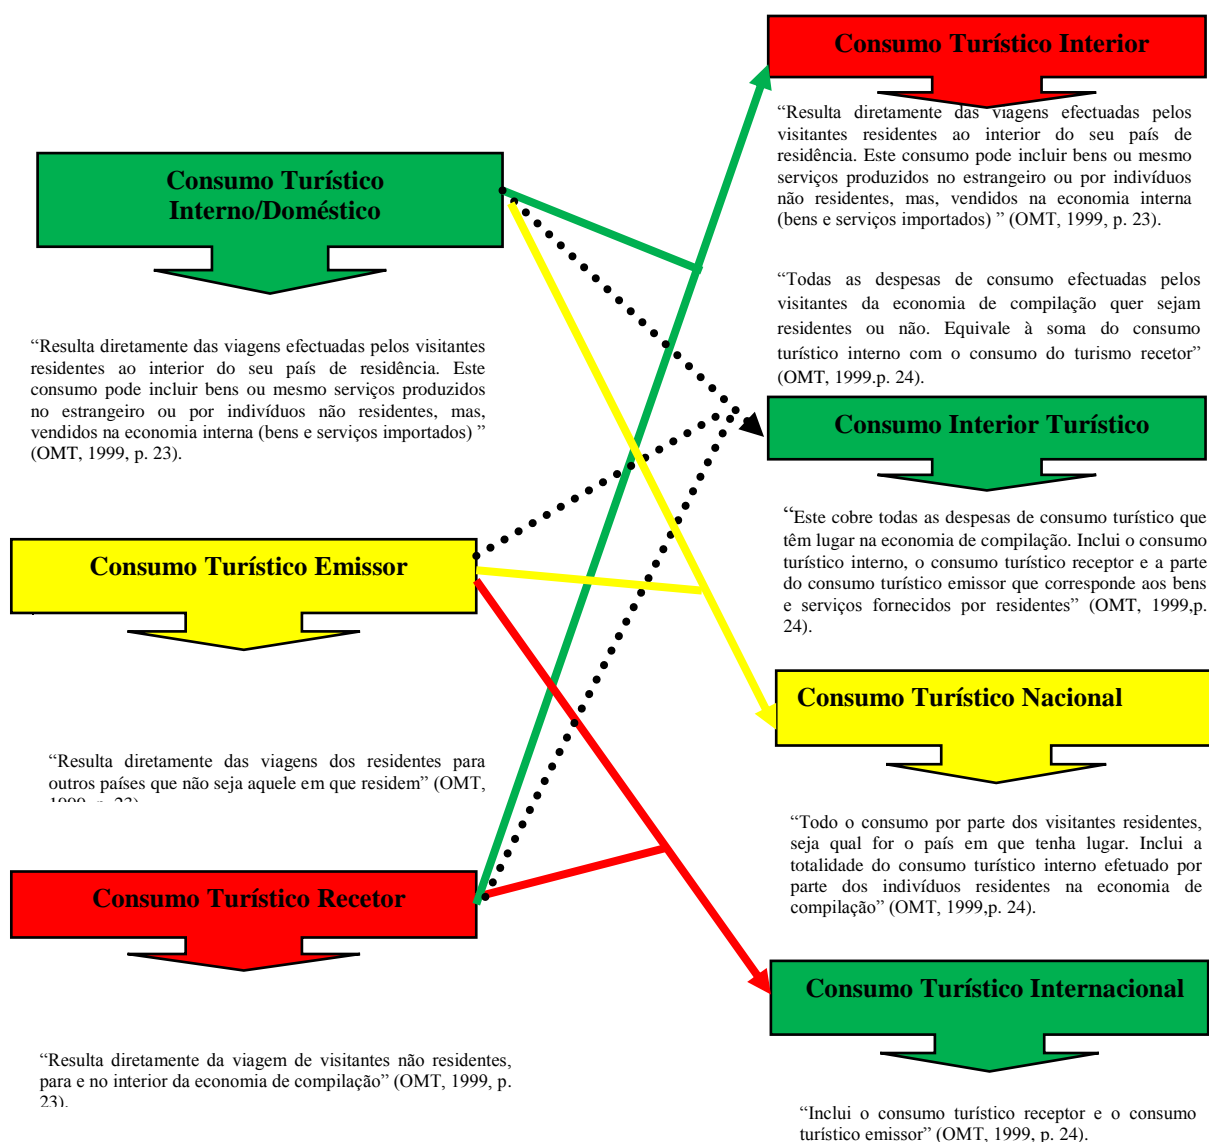 Consumo Turístico Interno/Doméstico
“Resulta diretamente das viagens efectuadas pelos visitantes
residentes ao interior do seu país de residência. Este
consumo pode incluir bens ou mesmo serviços produzidos
no estrangeiro ou por indivíduos não residentes, mas,
vendidos na economia interna (bens e serviços importados) ”
(OMT, 1999, p. 23).
Consumo Turístico Emissor
“Resulta diretamente das viagens dos residentes para
outros países que não seja aquele em que residem” (OMT,
1999, p. 23)
Consumo Turístico Recetor
“Resulta diretamente da viagem de visitantes não residentes,
para e no interior da economia de compilação” (OMT, 1999, p.
23).
Consumo Turístico Interior
“Resulta diretamente das viagens efectuadas pelos
visitantes residentes ao interior do seu país de
residência. Este consumo pode incluir bens ou mesmo
serviços produzidos no estrangeiro ou por indivíduos
não residentes, mas, vendidos na economia interna
(bens e serviços importados) ” (OMT, 1999, p. 23).
“Todas as despesas de consumo efectuadas pelos
visitantes da economia de compilação quer sejam
residentes ou não. Equivale à soma do consumo
turístico interno com o consumo do turismo recetor”
(OMT, 1999.p. 24).
Consumo Interior Turístico
“Este cobre todas as despesas de consumo turístico que
têm lugar na economia de compilação. Inclui o consumo
turístico interno, o consumo turístico receptor e a parte
do consumo turístico emissor que corresponde aos bens
e serviços fornecidos por residentes” (OMT, 1999,p.
24).
Consumo Turístico Nacional
“Todo o consumo por parte dos visitantes residentes,
seja qual for o país em que tenha lugar. Inclui a
totalidade do consumo turístico interno efetuado por
parte dos indivíduos residentes na economia de
compilação” (OMT, 1999,p. 24).
Consumo Turístico Internacional
“Inclui o consumo turístico receptor e o consumo
turístico emissor” (OMT, 1999, p. 24).